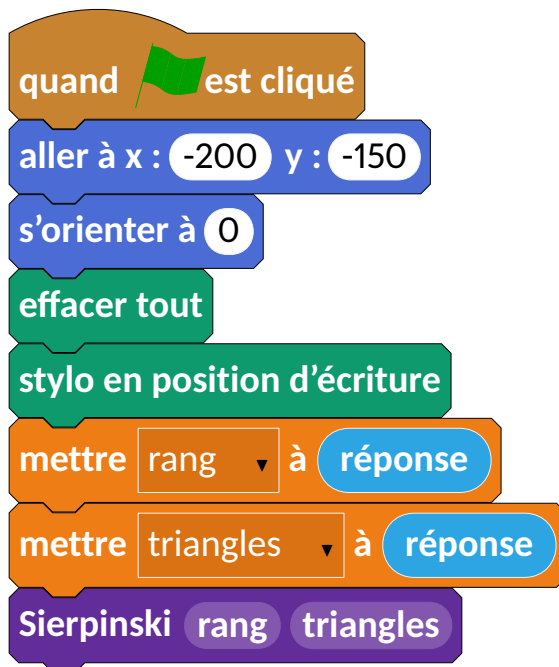 quand est cliqué
aller à x : -200 y : -150
s’orienter à 0
effacer tout
stylo en position d’écriture
mettre rang à réponse
mettre triangles à réponse
Sierpinski rang triangles